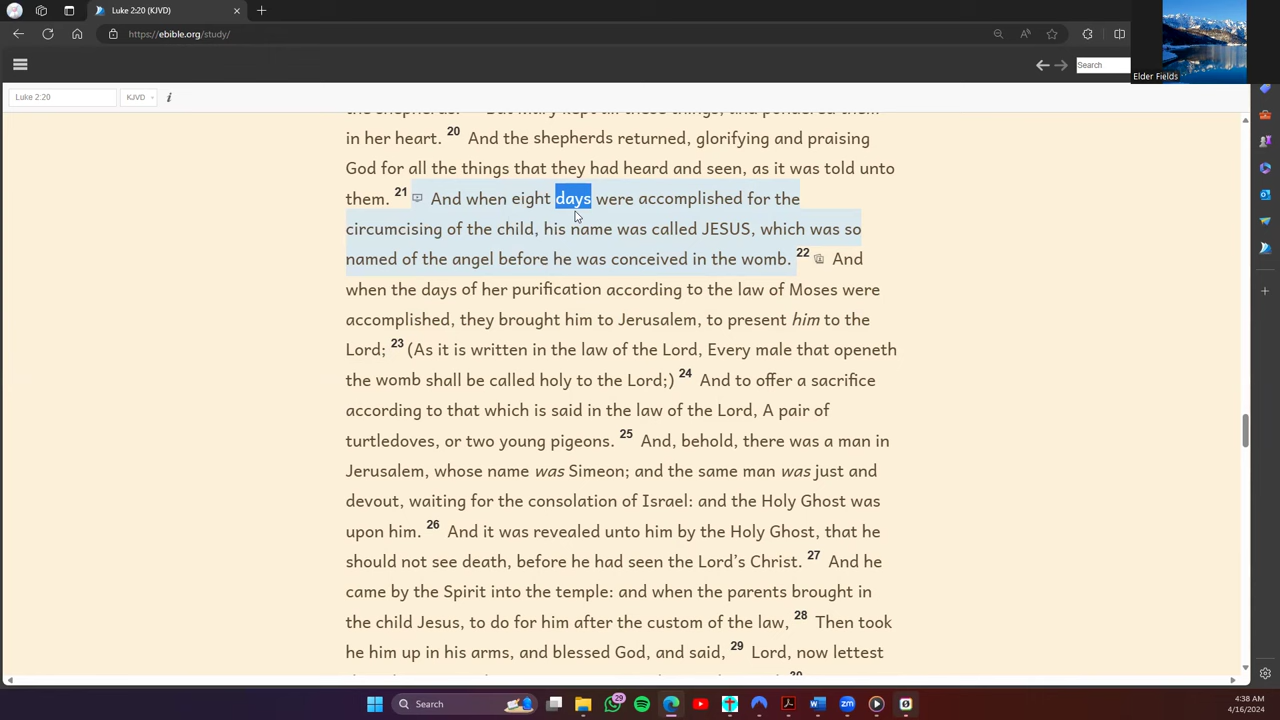 Luke 2:20 (KJVD)
https://ebible.org/study/
Elder Fields
Search
Luke 2:20
KJVD
i
the shepherds. But Mary kept all these things, and pondered them
in her heart. 20 And the shepherds returned, glorifying and praising
God for all the things that they had heard and seen, as it was told unto
them. 21 And when eight days were accomplished for the
circumcising of the child, his name was called JESUS, which was so
named of the angel before he was conceived in the womb. 22 And
when the days of her purification according to the law of Moses were
accomplished, they brought him to Jerusalem, to present him to the
Lord; 23 (As it is written in the law of the Lord, Every male that openeth
the womb shall be called holy to the Lord;) 24 And to offer a sacrifice
according to that which is said in the law of the Lord, A pair of
turtledoves, or two young pigeons. 25 And, behold, there was a man in
Jerusalem, whose name was Simeon; and the same man was just and
devout, waiting for the consolation of Israel: and the Holy Ghost was
upon him. 26 And it was revealed unto him by the Holy Ghost, that he
should not see death, before he had seen the Lord’s Christ. 27 And he
came by the Spirit into the temple: and when the parents brought in
the child Jesus, to do for him after the custom of the law, 28 Then took
he him up in his arms, and blessed God, and said, 29 Lord, now lettest
Search
29
zm
4:38 AM
4/16/2024